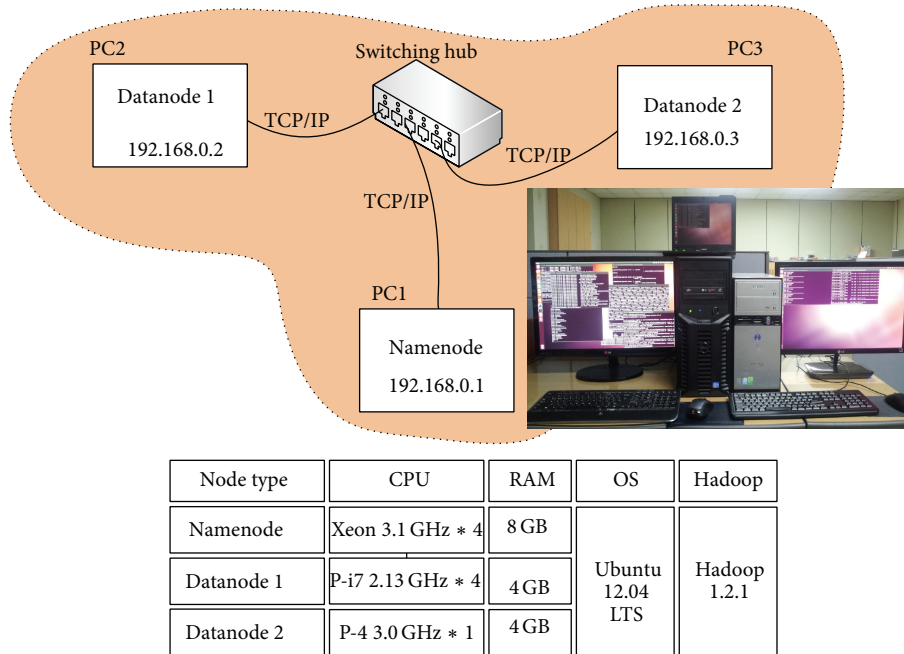 PC2
Switching hub
PC3
Datanode 1
192.168.0.2
TCP/IP
Datanode 2
192.168.0.3
TCP/IP
TCP/IP
PC1
Namenode
192.168.0.1
Node type CPU RAM OS Hadoop
Namenode Xeon 3.1 GHz * 4 8 GB
Datanode 1 P-i7 2.13 GHz * 4 4 GB
Ubuntu 12.04 LTS
Hadoop 1.2.1
Datanode 2 P-4 3.0 GHz * 1 4 GB